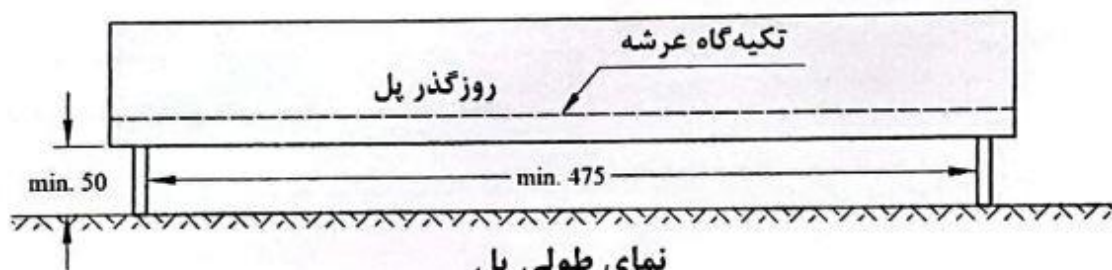 تکیه‌گاه عرشه
روزگذر پل
min. 50
min. 475
نمای طولی پل